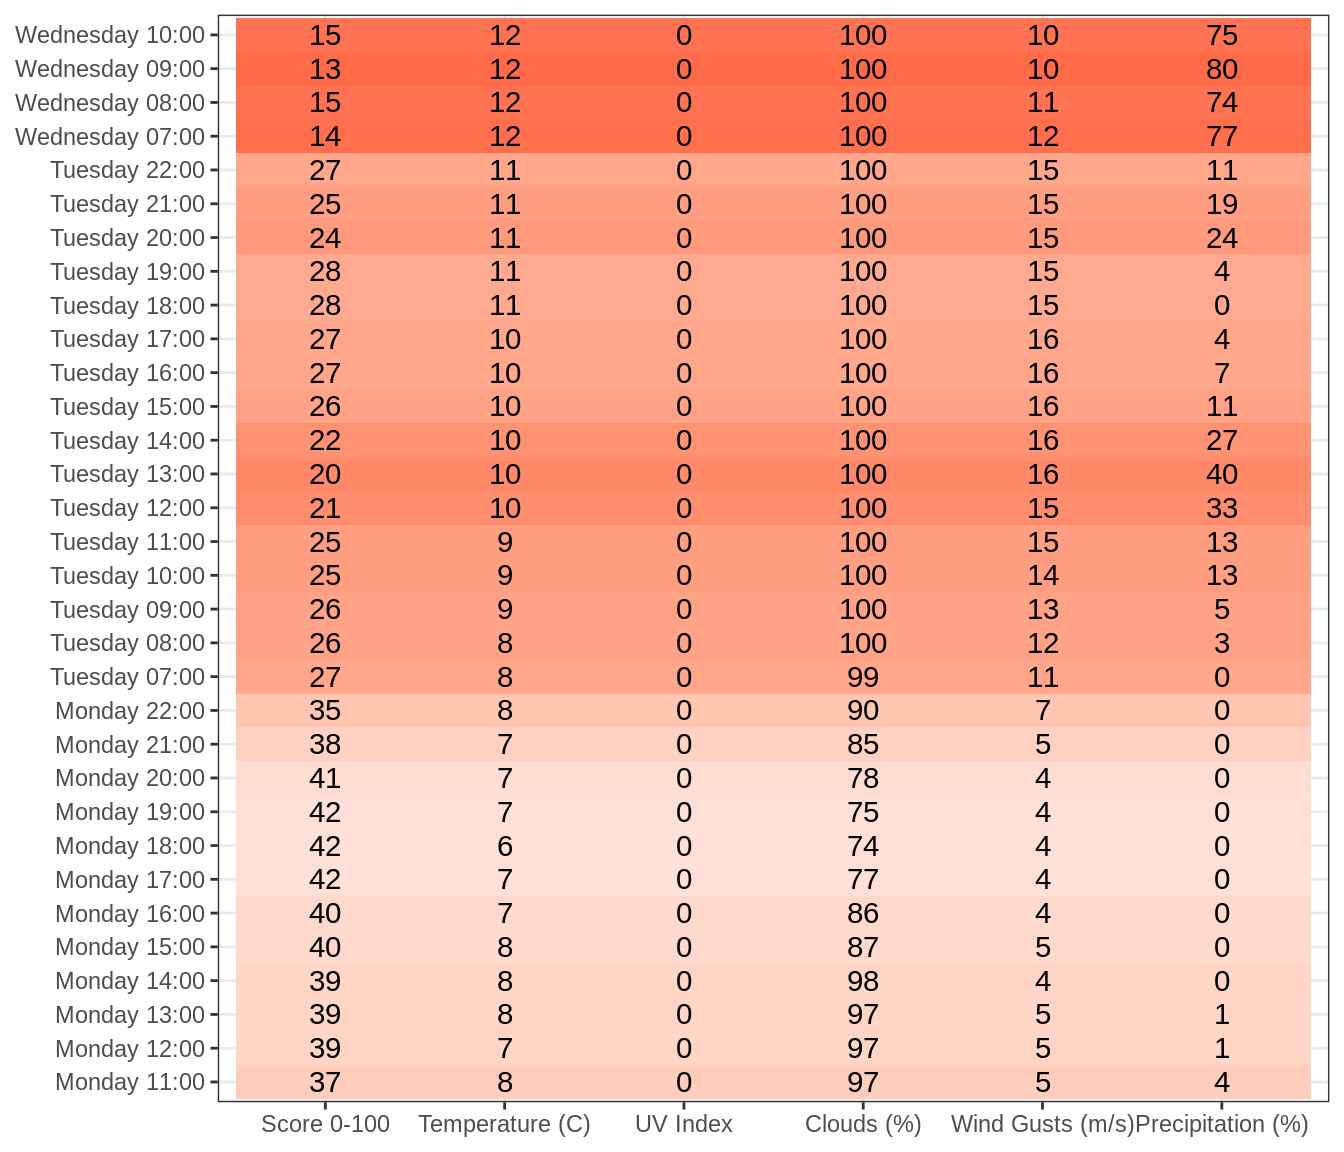 Wednesday 10:00 15 12 0 100 10 75
Wednesday 09:00 13 12 0 100 10 80
Wednesday 08:00 15 12 0 100 11 74
Wednesday 07:00 14 12 0 100 12 77
Tuesday 22:00 27 11 0 100 15 11
Tuesday 21:00 25 11 0 100 15 19
Tuesday 20:00 24 11 0 100 15 24
Tuesday 19:00 28 11 0 100 15 4
Tuesday 18:00 28 11 0 100 15 0
Tuesday 17:00 27 10 0 100 16 4
Tuesday 16:00 27 10 0 100 16 7
Tuesday 15:00 26 10 0 100 16 11
Tuesday 14:00 22 10 0 100 16 27
Tuesday 13:00 20 10 0 100 16 40
Tuesday 12:00 21 10 0 100 15 33
Tuesday 11:00 25 9 0 100 15 13
Tuesday 10:00 25 9 0 100 14 13
Tuesday 09:00 26 9 0 100 13 5
Tuesday 08:00 26 8 0 100 12 3
Tuesday 07:00 27 8 0 99 11 0
Monday 22:00 35 8 0 90 7 0
Monday 21:00 38 7 0 85 5 0
Monday 20:00 41 7 0 78 4 0
Monday 19:00 42 7 0 75 4 0
Monday 18:00 42 6 0 74 4 0
Monday 17:00 42 7 0 77 4 0
Monday 16:00 40 7 0 86 4 0
Monday 15:00 40 8 0 87 5 0
Monday 14:00 39 8 0 98 4 0
Monday 13:00 39 8 0 97 5 1
Monday 12:00 39 7 0 97 5 1
Monday 11:00 37 8 0 97 5 4
Score 0-100 Temperature (C) UV Index Clouds (%) Wind Gusts (m/s) Precipitation (%)